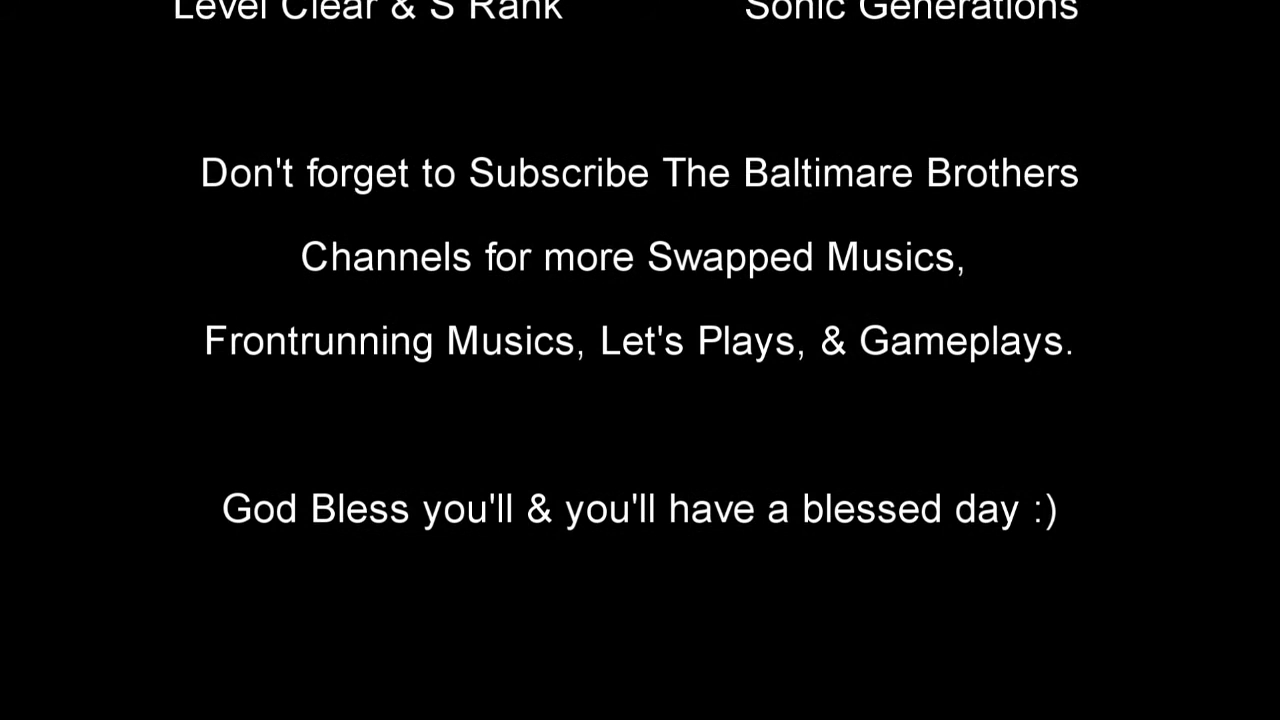 Level Clear & S Rank Sonic Generations
Don't forget to Subscribe The Baltimare Brothers
Channels for more Swapped Musics,
Frontrunning Musics, Let's Plays, & Gameplays.
God Bless you'll & you'll have a blessed day :)